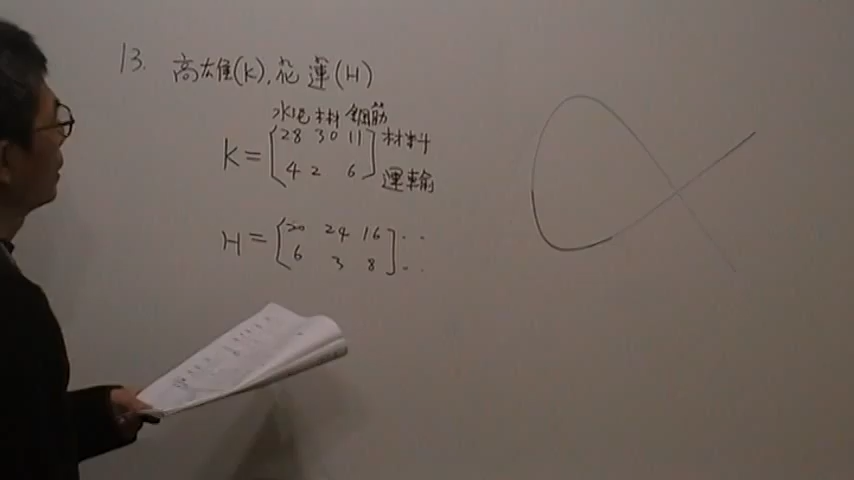 13. 高雄(K), 花蓮(H)
水泥 木材 鋼筋
K = [28 30 11] 材料
[4 2 6] 運輸
H = [20 24 16] ..
[6 3 8] ..